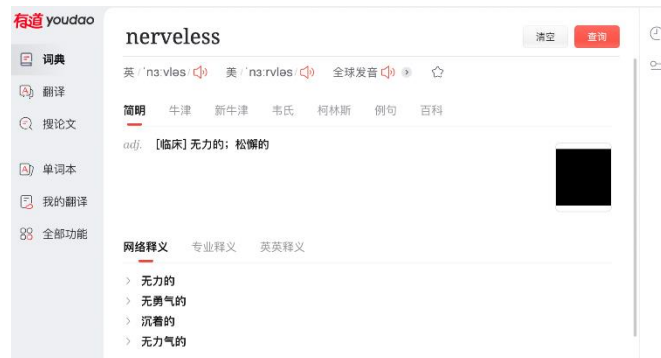 有道 youdao
nerveless
清空
查询
词典
英 /ˈnɜːvləs/
美 /ˈnɜːrvləs/
全球发音
翻译
简明 牛津 新牛津 韦氏 柯林斯 例句 百科
搜论文
adj. [临床] 无力的；松懈的
单词本
我的翻译
全部功能
网络释义 专业释义 英英释义
无力的
无勇气的
沉着的
无力气的